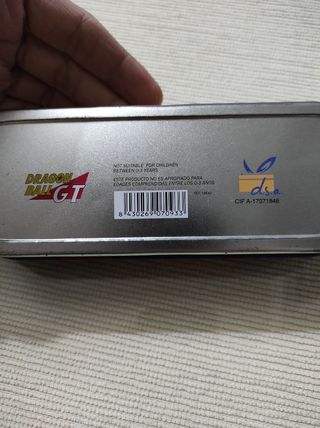 DRAGON
BALL GT
NOT SUITABLE FOR CHILDREN
BETWEEN 0-3 YEARS
ESTE PRODUCTO NO ES APROPIADO PARA
EDADES COMPRENDIDAS ENTRE LOS 0-3 AÑOS
8 430269 070933
d.s.a
CIF A-17071846